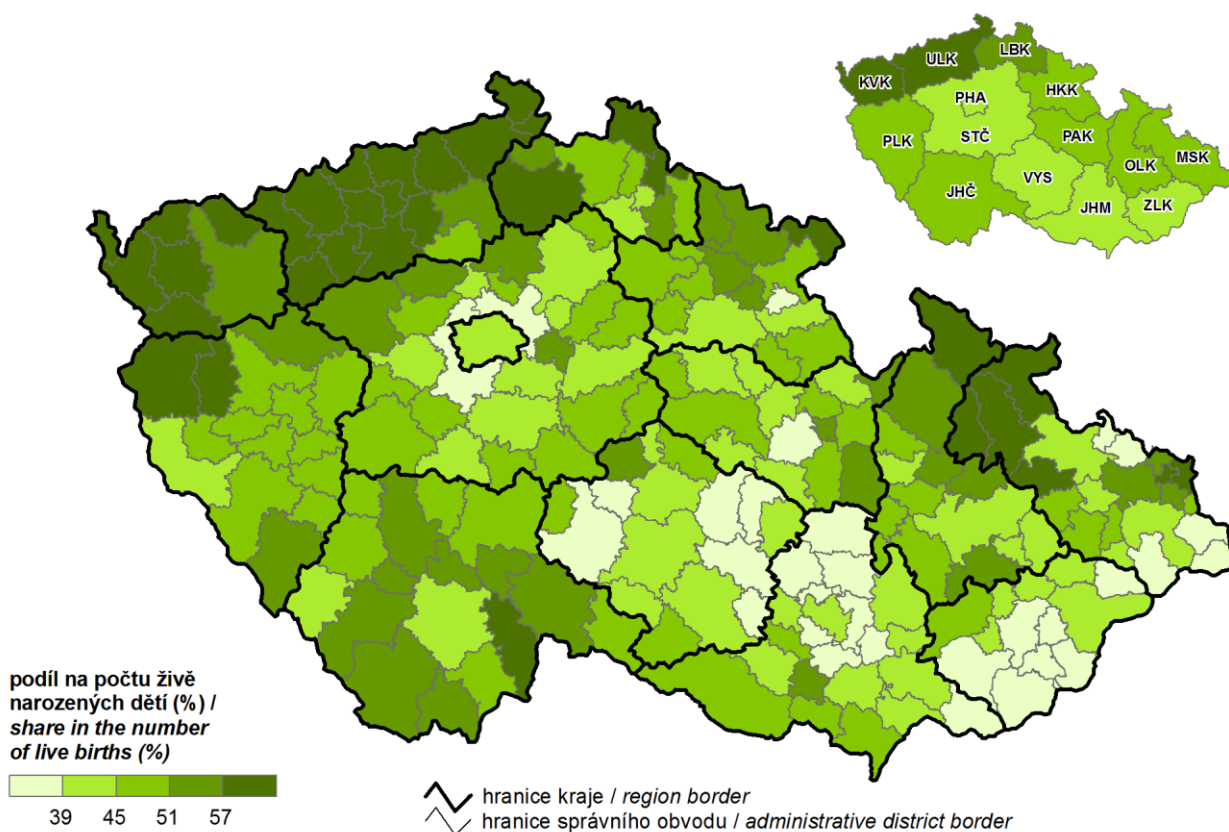 ULK
LBK
KVK
HKK
PHA
PLK
STČ
PAK
MSK
OLK
VYS
JHČ
JHM
ZLK
podíl na počtu živě
narozených dětí (%) /
share in the number
of live births (%)
39 45 51 57
hranice kraje / region border
hranice správního obvodu / administrative district border